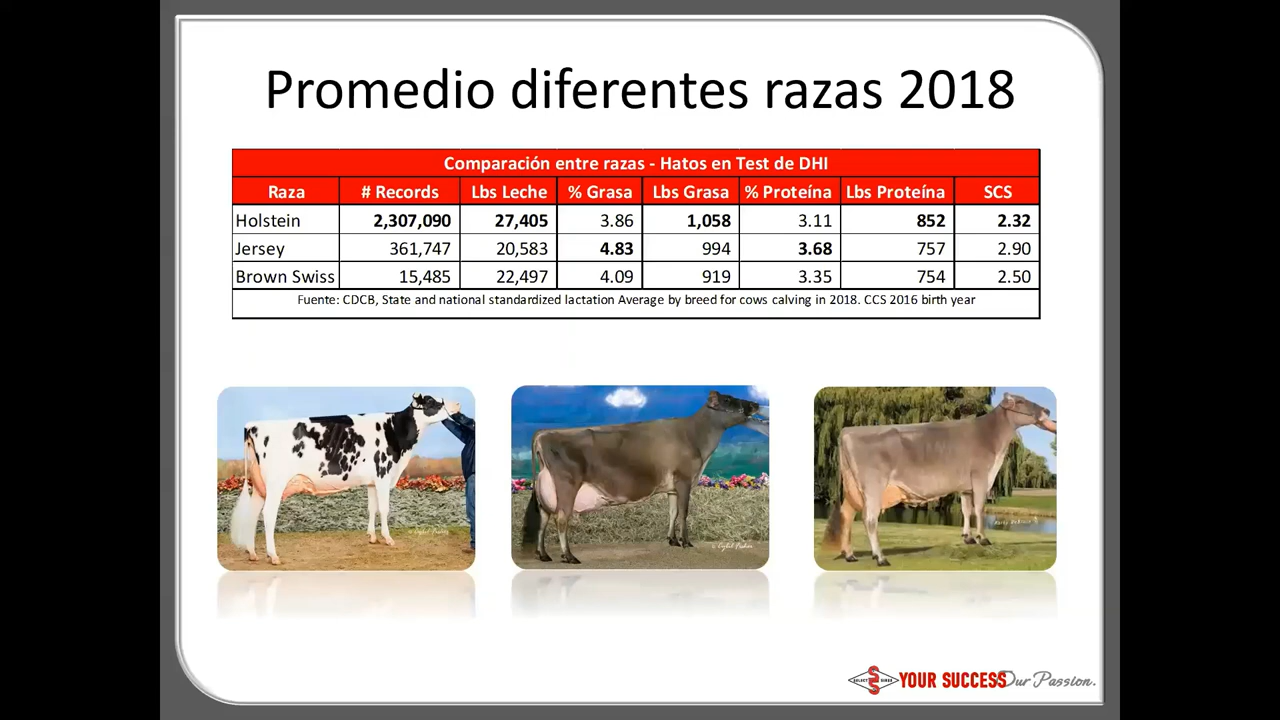 Promedio diferentes razas 2018
Comparación entre razas - Hatos en Test de DHI
Raza # Records Lbs Leche % Grasa Lbs Grasa % Proteína Lbs Proteína SCS
Holstein 2,307,090 27,405 3.86 1,058 3.11 852 2.32
Jersey 361,747 20,583 4.83 994 3.68 757 2.90
Brown Swiss 15,485 22,497 4.09 919 3.35 754 2.50
Fuente: CDCB, State and national standardized lactation Average by breed for cows calving in 2018. CCS 2016 birth year
SELECT SIRES YOUR SUCCESS Our Passion.